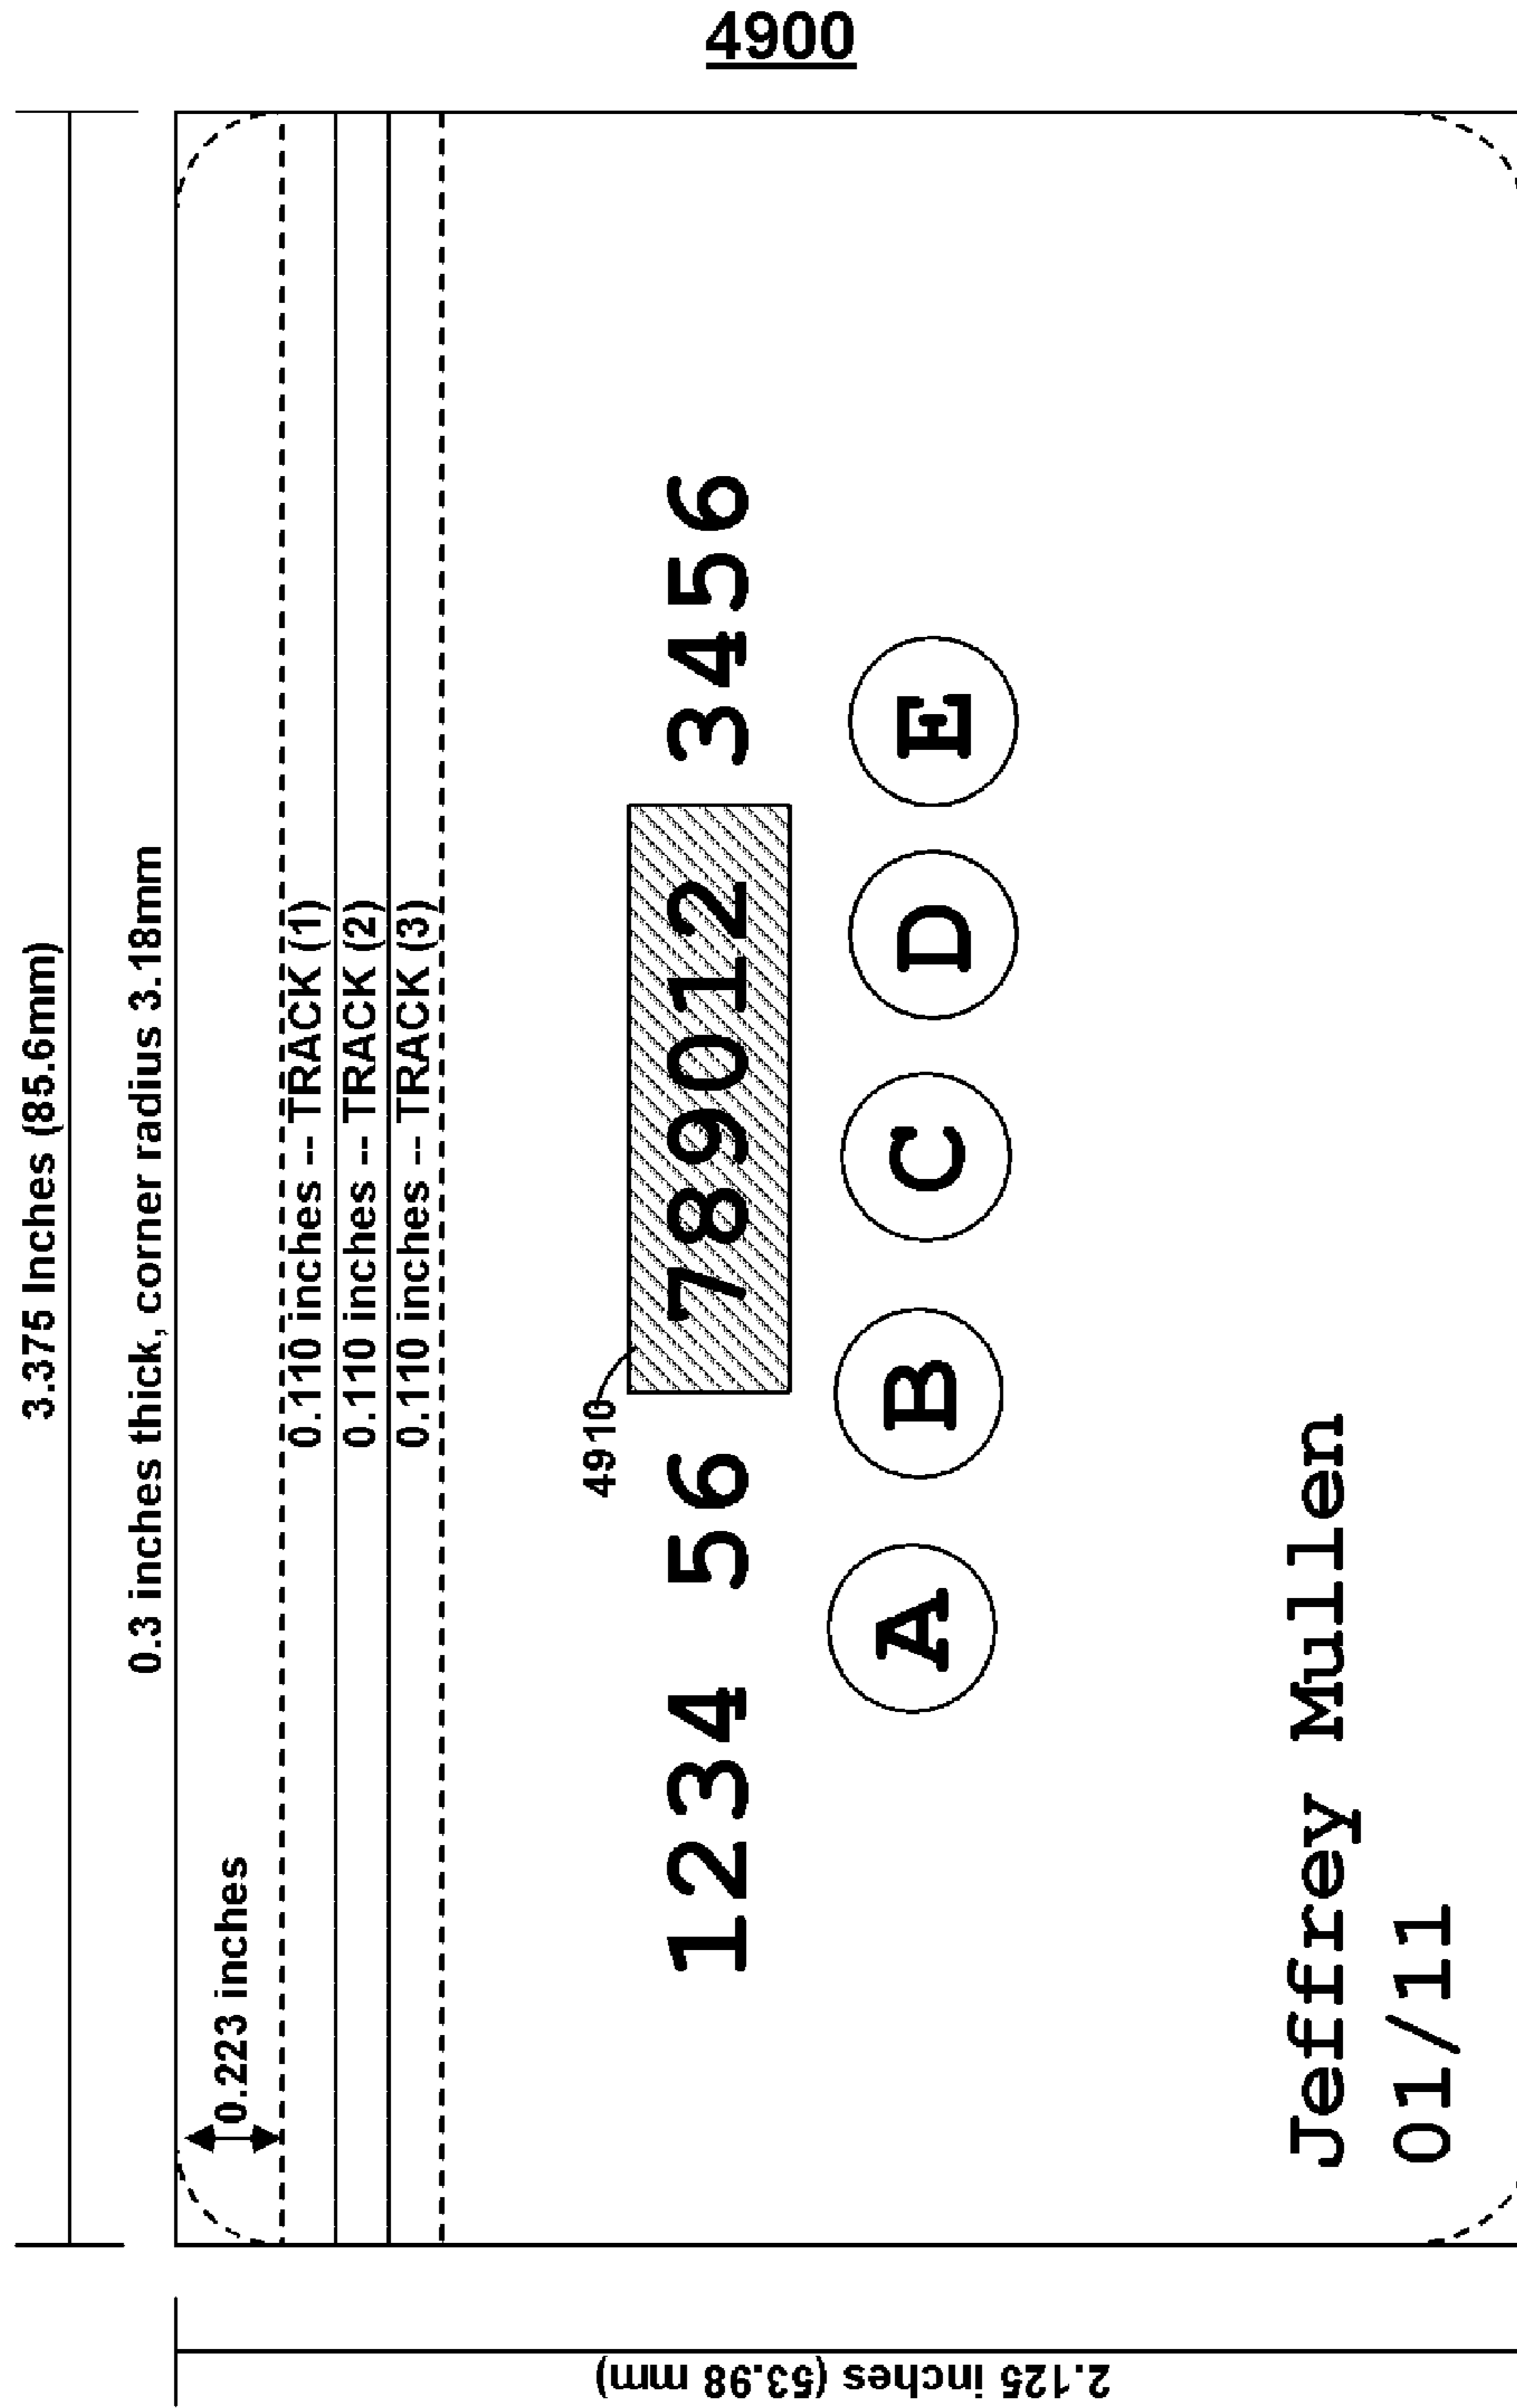 4900
3.375 Inches (85.6mm)
0.3 inches thick, corner radius 3.18mm
0.223 inches
0.110 inches -- TRACK (1)
0.110 inches -- TRACK (2)
0.110 inches -- TRACK (3)
4910
1234 56 789012 3456
A B C D E
Jeffrey Mullen
01/11
2.125 inches (53.98 mm)